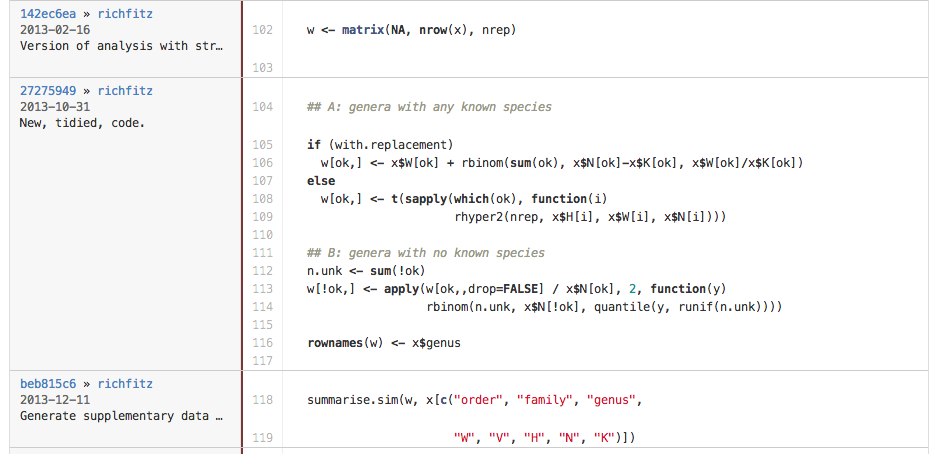 142ec6ea » richfitz
2013-02-16
Version of analysis with str…
102 w <- matrix(NA, nrow(x), nrep)
103
27275949 » richfitz
2013-10-31
New, tidied, code.
104 ## A: genera with any known species
105 if (with.replacement)
106 w[ok,] <- x$W[ok] + rbinom(sum(ok), x$N[ok]-x$K[ok], x$W[ok]/x$K[ok])
107 else
108 w[ok,] <- t(sapply(which(ok), function(i)
109 rhyper2(nrep, x$H[i], x$W[i], x$N[i])))
110
111 ## B: genera with no known species
112 n.unk <- sum(!ok)
113 w[!ok,] <- apply(w[ok,,drop=FALSE] / x$N[ok], 2, function(y)
114 rbinom(n.unk, x$N[!ok], quantile(y, runif(n.unk))))
115
116 rownames(w) <- x$genus
117
beb815c6 » richfitz
2013-12-11
Generate supplementary data …
118 summarise.sim(w, x[c("order", "family", "genus",
119 "W", "V", "H", "N", "K")])